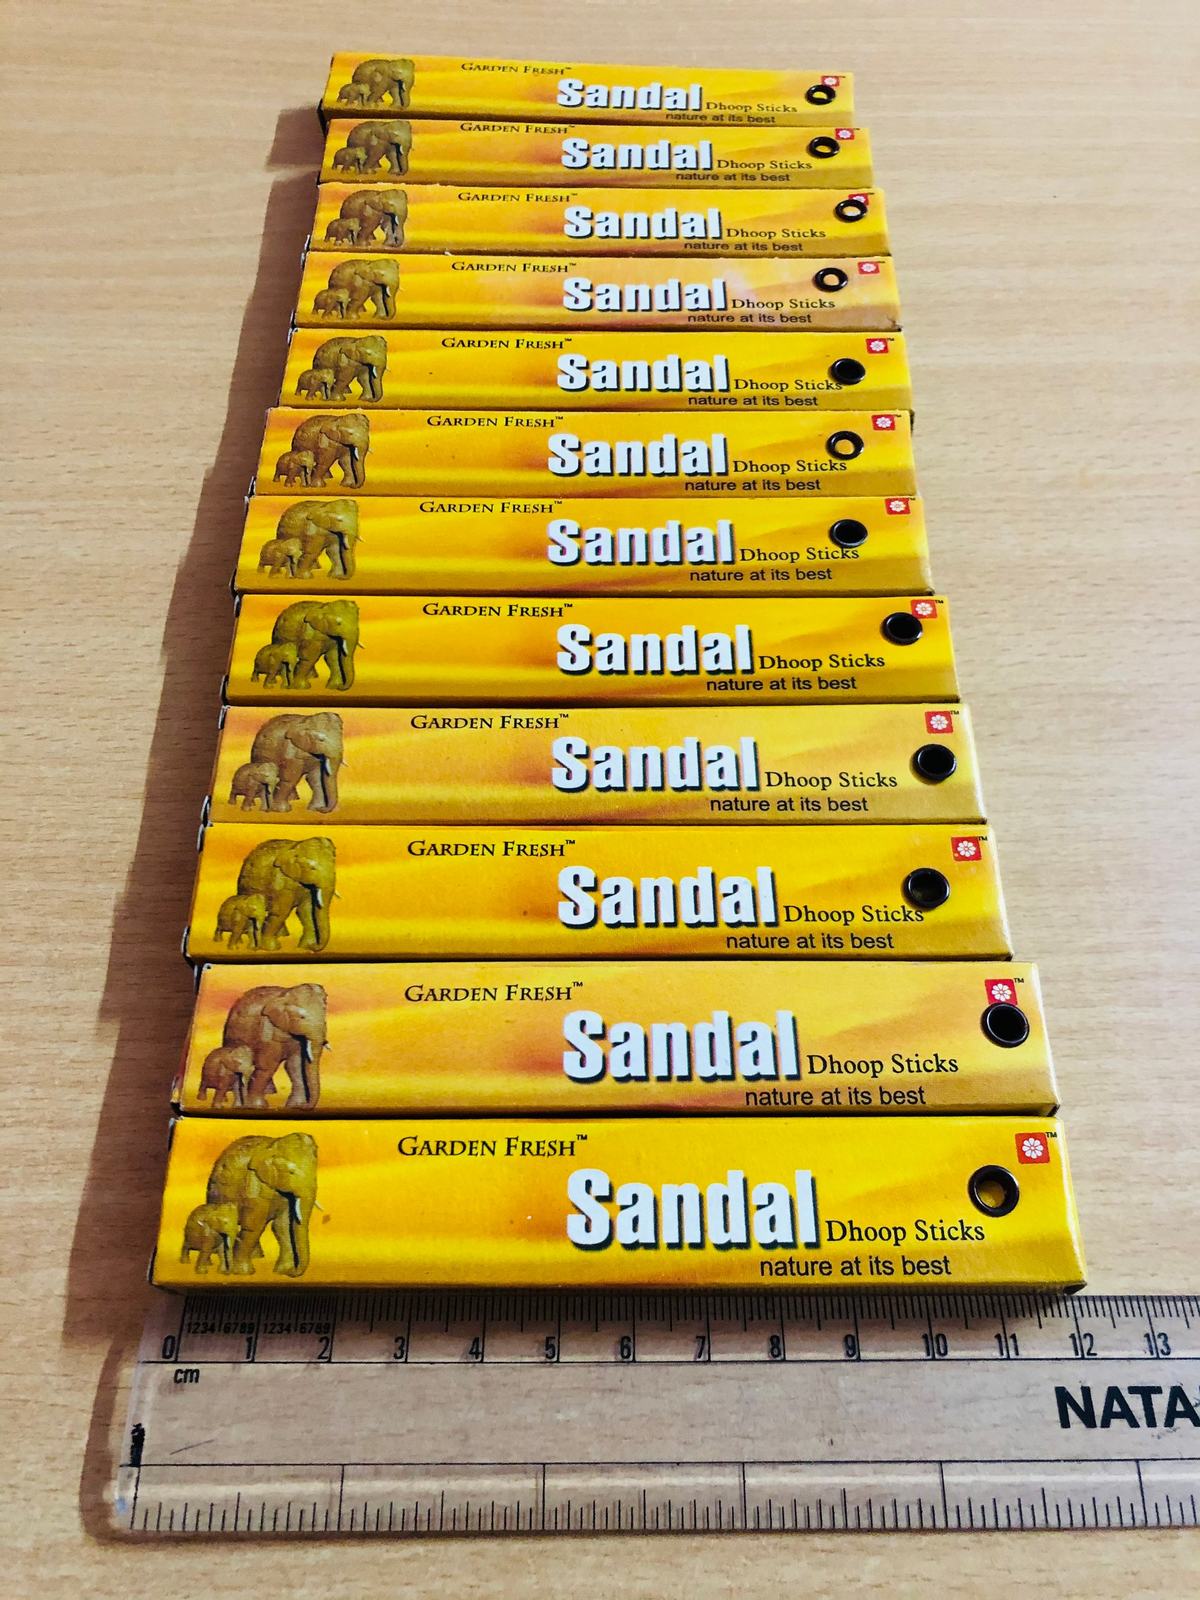 GARDEN FRESH™
Sandal Dhoop Sticks
nature at its best
GARDEN FRESH™
Sandal Dhoop Sticks
nature at its best
GARDEN FRESH™
Sandal Dhoop Sticks
nature at its best
GARDEN FRESH™
Sandal Dhoop Sticks
nature at its best
GARDEN FRESH™
Sandal Dhoop Sticks
nature at its best
GARDEN FRESH™
Sandal Dhoop Sticks
nature at its best
GARDEN FRESH™
Sandal Dhoop Sticks
nature at its best
GARDEN FRESH™
Sandal Dhoop Sticks
nature at its best
GARDEN FRESH™
Sandal Dhoop Sticks
nature at its best
GARDEN FRESH™
Sandal Dhoop Sticks
nature at its best
GARDEN FRESH™
Sandal Dhoop Sticks
nature at its best
GARDEN FRESH™
Sandal Dhoop Sticks
nature at its best
1234 6789 1234 6789
0 1 2 3 4 5 6 7 8 9 10 11 12 13
cm
NATA